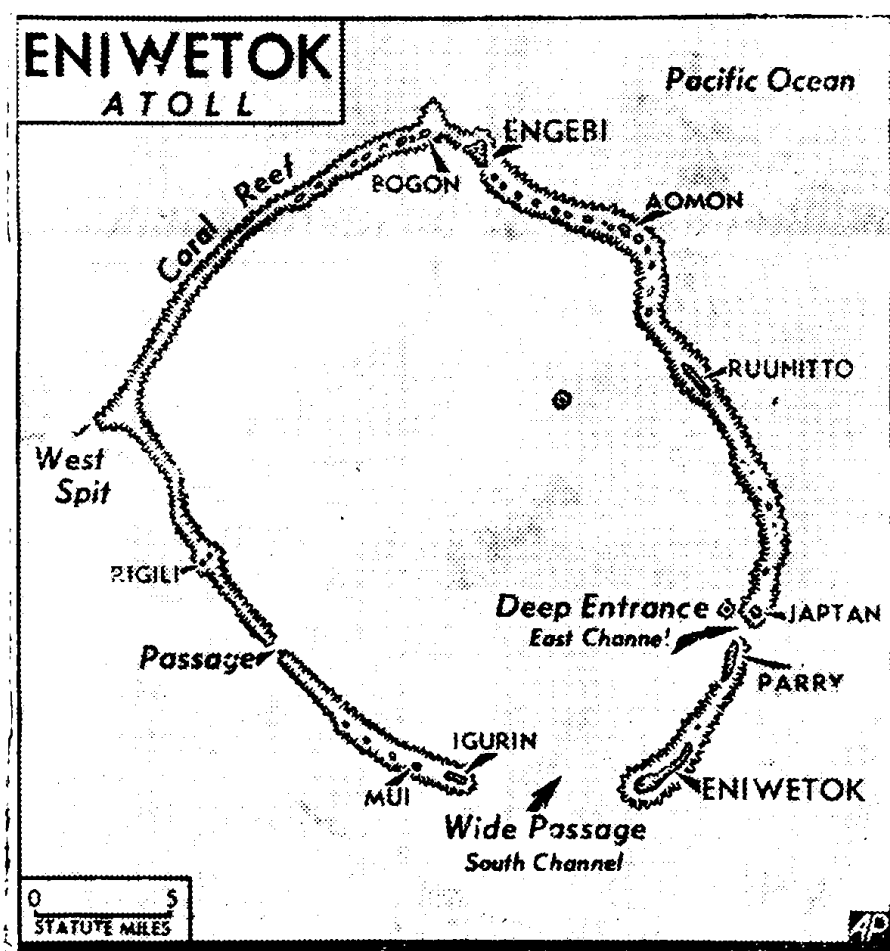 ENIWETOK
ATOLL
Pacific Ocean
ENGEBI
BOGON
Coral Reef
AOMON
RUUNITTO
West
Spit
RIGILI
Deep Entrance
East Channel
JAPTAN
Passage
PARRY
IGURIN
MUI
ENIWETOK
Wide Passage
South Channel
0 5
STATUTE MILES
AP